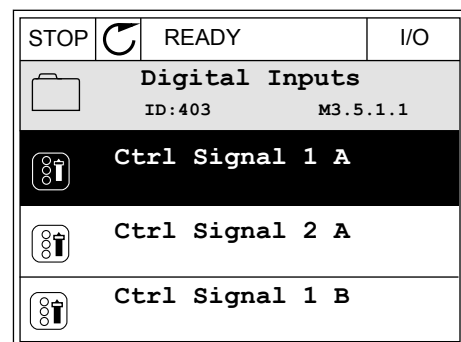 STOP READY I/O
Digital Inputs
ID:403 M3.5.1.1
Ctrl Signal 1 A
Ctrl Signal 2 A
Ctrl Signal 1 B